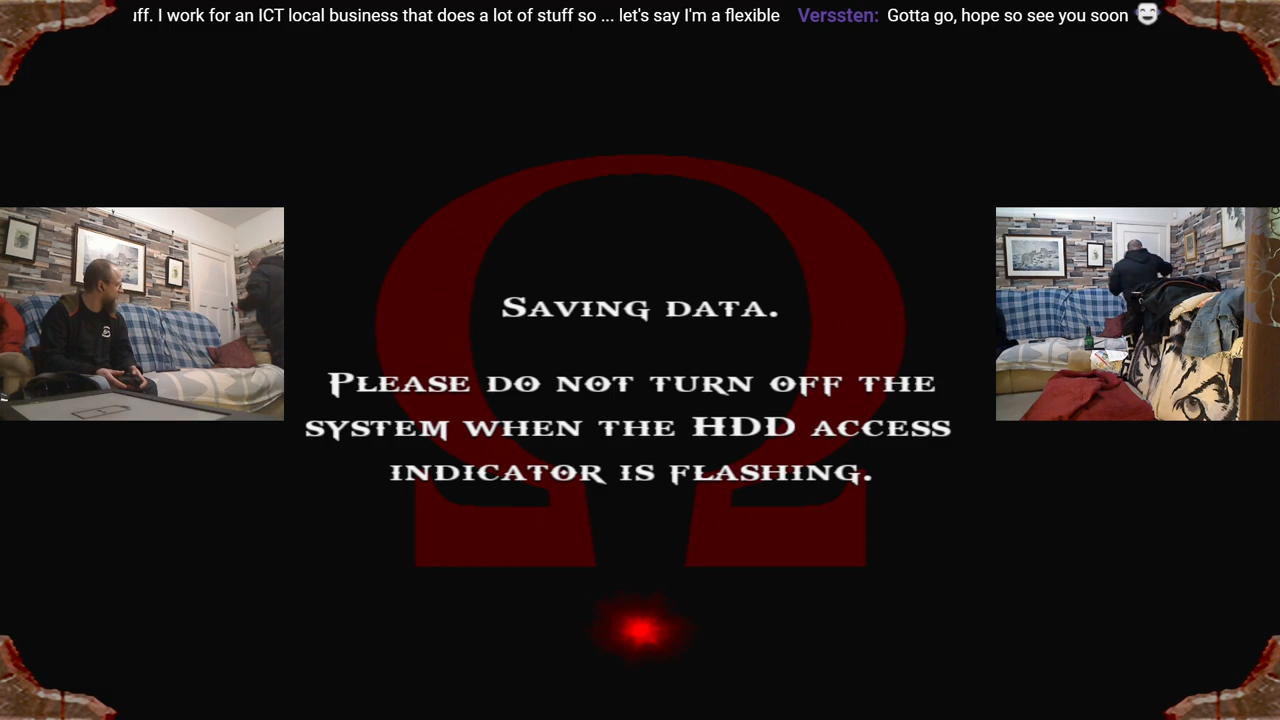 ıff. I work for an ICT local business that does a lot of stuff so ... let's say I'm a flexible Verssten: Gotta go, hope so see you soon
Saving data.
Please do not turn off the
system when the HDD access
indicator is flashing.